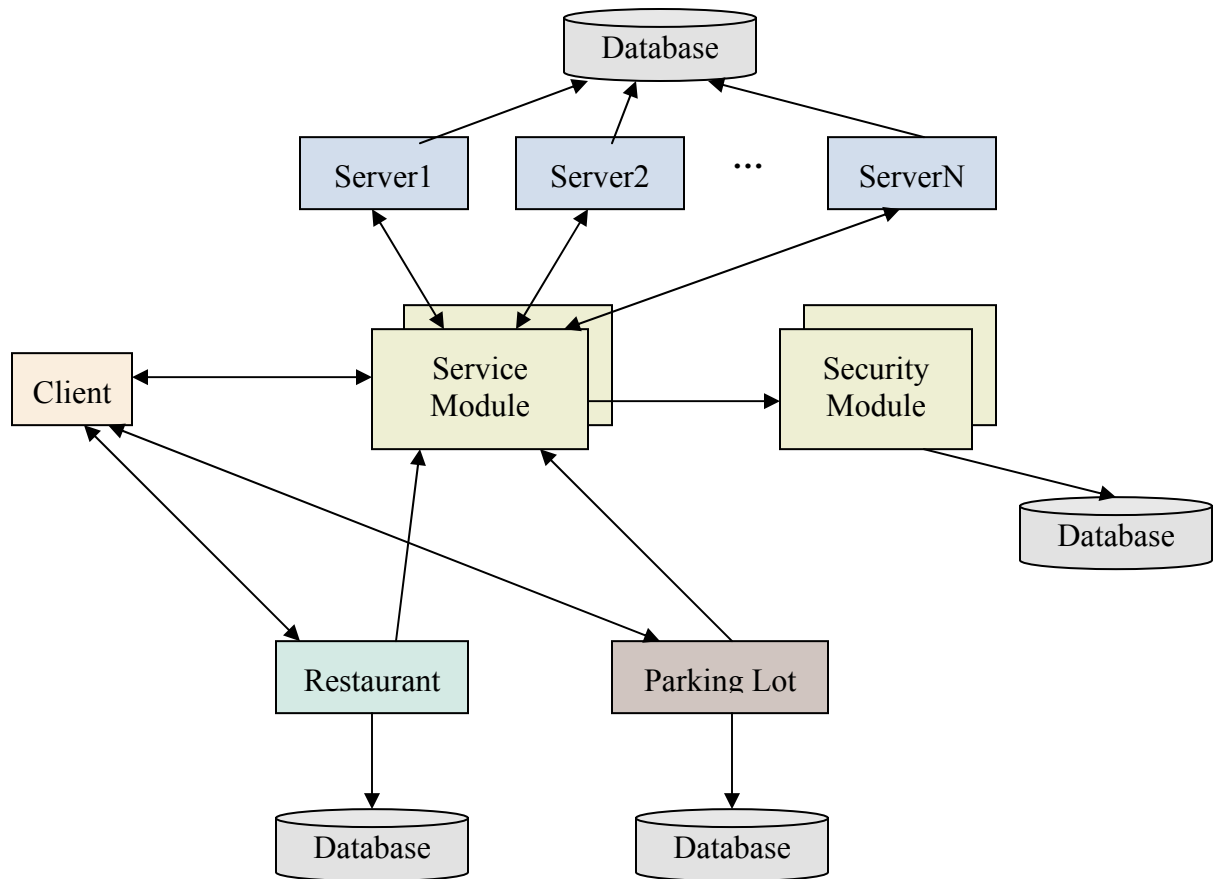 Database
Server1
Server2
...
ServerN
Client
Service
Module
Security
Module
Database
Restaurant
Parking Lot
Database
Database